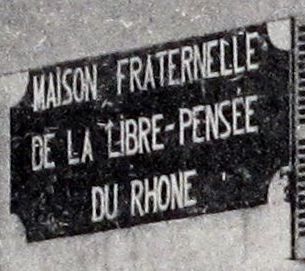 MAISON FRATERNELLE
DE LA LIBRE-PENSÉE
DU RHONE